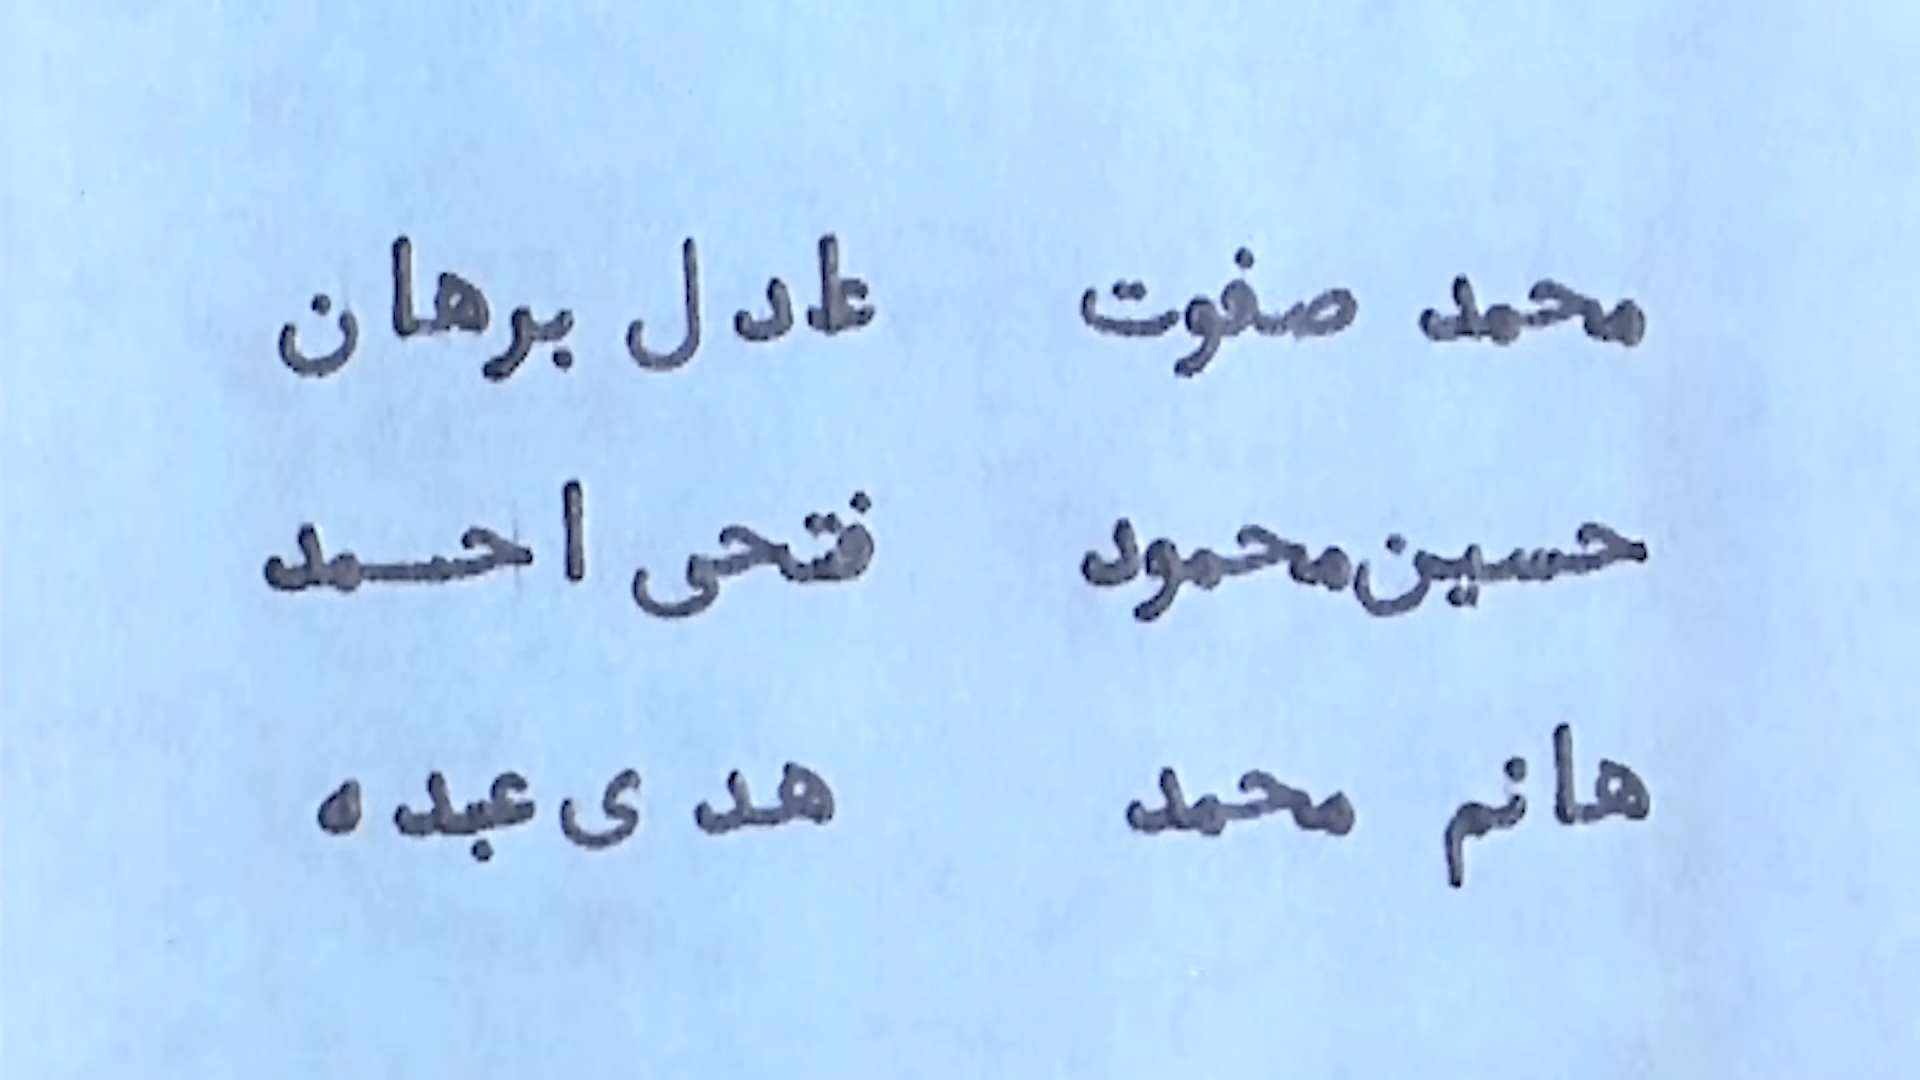 محمد صفوت عادل برهان
حسين محمود فتحى احمد
هانم محمد هدى عبده